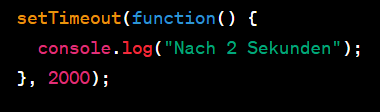 setTimeout(function() {
  console.log("Nach 2 Sekunden");
}, 2000);